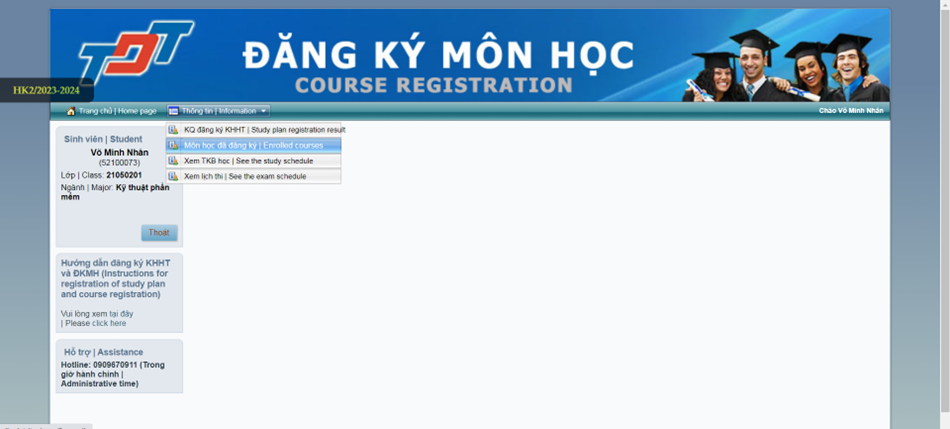 TDT
ĐĂNG KÝ MÔN HỌC
COURSE REGISTRATION
HK2/2023-2024
Trang chủ | Home page
Thông tin | Information
Chào Võ Minh Nhân
KQ đăng ký KHHT | Study plan registration result
Môn học đã đăng ký | Enrolled courses
Xem TKB học | See the study schedule
Xem lịch thi | See the exam schedule
Sinh viên | Student
Võ Minh Nhân
(52100073)
Lớp | Class: 21050201
Ngành | Major: Kỹ thuật phần
mềm
Thoát
Hướng dẫn đăng ký KHHT
và ĐKMH (Instructions for
registration of study plan
and course registration)
Vui lòng xem tại đây
| Please click here
Hỗ trợ | Assistance
Hotline: 0909670911 (Trong
giờ hành chính |
Administrative time)